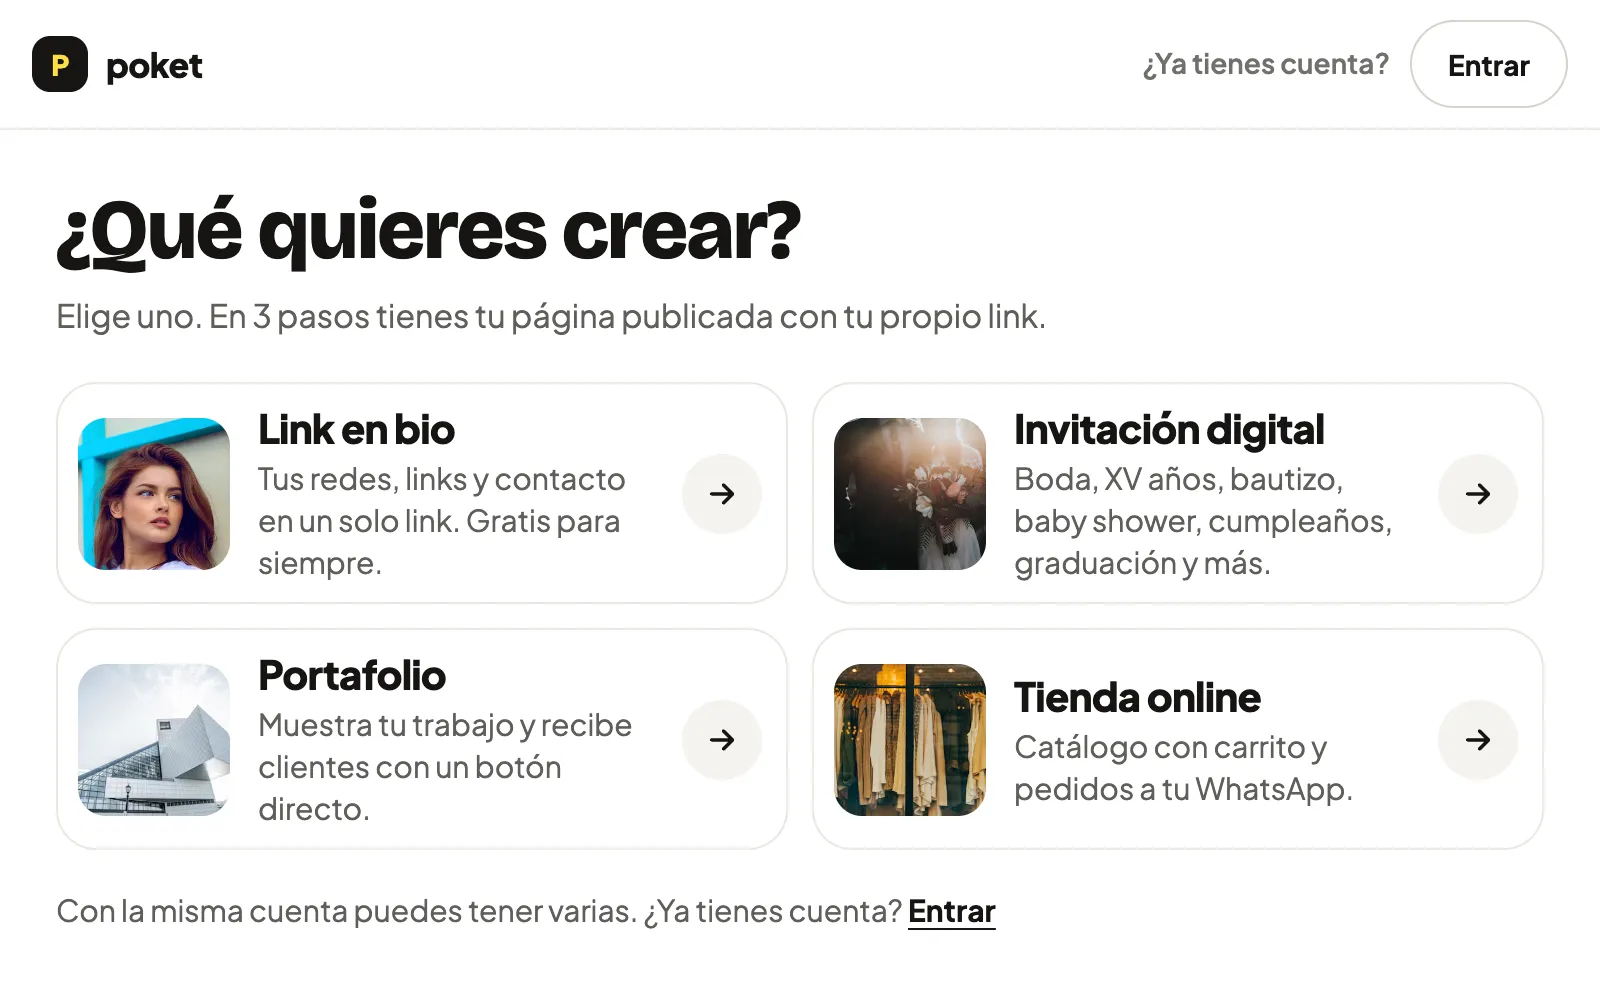 P poket
¿Ya tienes cuenta? Entrar
¿Qué quieres crear?
Elige uno. En 3 pasos tienes tu página publicada con tu propio link.
Link en bio
Tus redes, links y contacto
en un solo link. Gratis para
siempre.
Invitación digital
Boda, XV años, bautizo,
baby shower, cumpleaños,
graduación y más.
Portafolio
Muestra tu trabajo y recibe
clientes con un botón
directo.
Tienda online
Catálogo con carrito y
pedidos a tu WhatsApp.
Con la misma cuenta puedes tener varias. ¿Ya tienes cuenta? Entrar